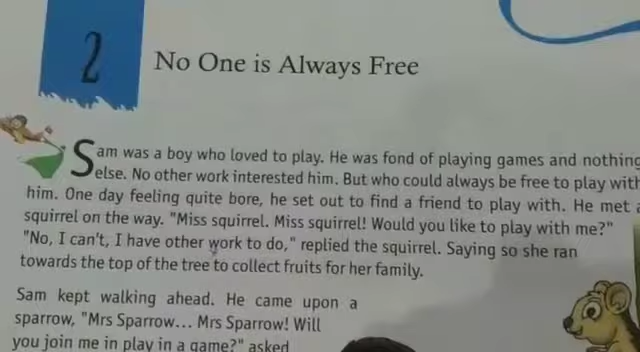 2
No One is Always Free
Sam was a boy who loved to play. He was fond of playing games and nothing
else. No other work interested him. But who could always be free to play with
him. One day feeling quite bore, he set out to find a friend to play with. He met a
squirrel on the way. "Miss squirrel. Miss squirrel! Would you like to play with me?"
"No, I can't, I have other work to do," replied the squirrel. Saying so she ran
towards the top of the tree to collect fruits for her family.
Sam kept walking ahead. He came upon a
sparrow, "Mrs Sparrow... Mrs Sparrow! Will
you join me in play in a game?" asked